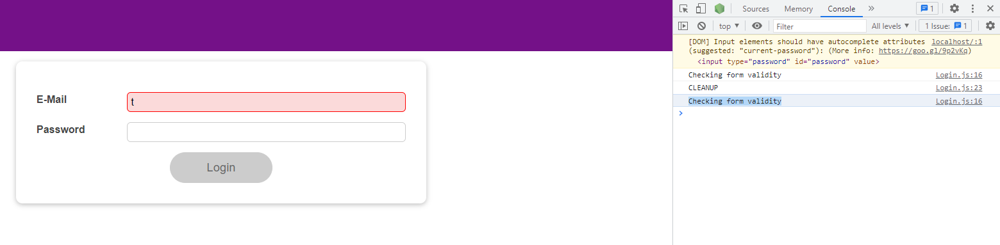 E-Mail
t
Password
Login
Sources Memory Console 1
top Filter All levels 1 Issue: 1
[DOM] Input elements should have autocomplete attributes localhost/:1
(suggested: "current-password"): (More info: https://goo.gl/9p2vKq)
<input type="password" id="password" value>
Checking form validity Login.js:16
CLEANUP Login.js:23
Checking form validity Login.js:16